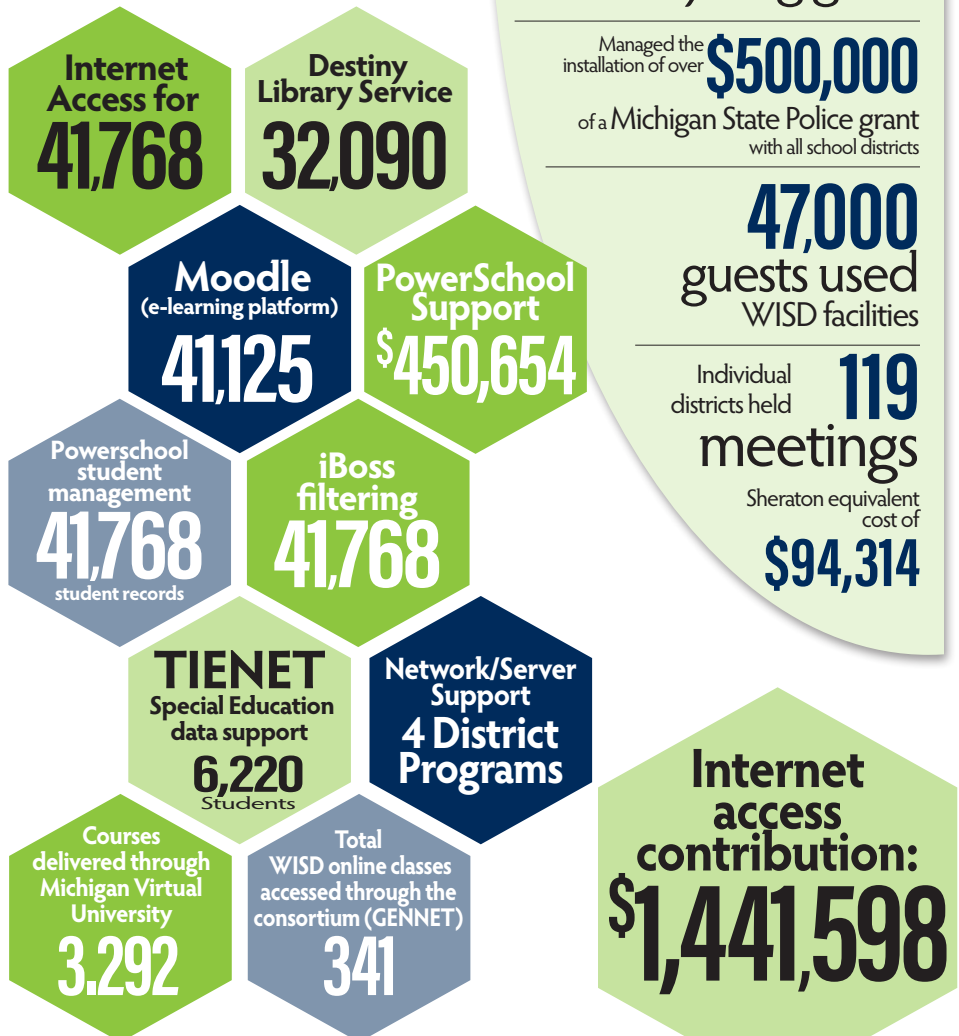 Internet
Access for
41,768
Destiny
Library Service
32,090
Moodle
(e-learning platform)
41,125
PowerSchool
Support
$450,654
Powerschool
student
management
41,768
student records
iBoss
filtering
41,768
TIENET
Special Education
data support
6,220
Students
Network/Server
Support
4 District
Programs
Courses
delivered through
Michigan Virtual
University
3.292
Total
WISD online classes
accessed through the
consortium (GENNET)
341
Managed the
installation of over $500,000
of a Michigan State Police grant
with all school districts
47,000
guests used
WISD facilities
Individual
districts held 119
meetings
Sheraton equivalent
cost of
$94,314
Internet
access
contribution:
$1,441,598